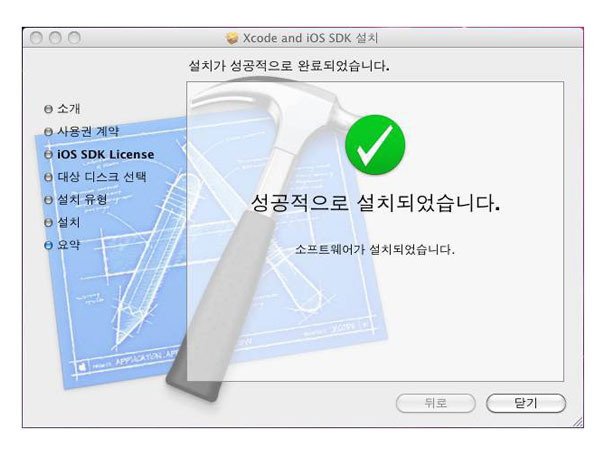 Xcode and iOS SDK 설치
설치가 성공적으로 완료되었습니다.
소개
사용권 계약
iOS SDK License
대상 디스크 선택
설치 유형
설치
요약
성공적으로 설치되었습니다.
소프트웨어가 설치되었습니다.
APPLICATION
뒤로
닫기